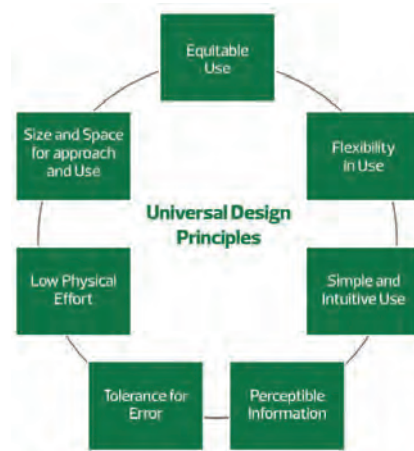 Equitable
Use
Flexibility
in Use
Simple and
Intuitive Use
Perceptible
Information
Tolerance for
Error
Low Physical
Effort
Size and Space
for approach
and Use
Universal Design
Principles